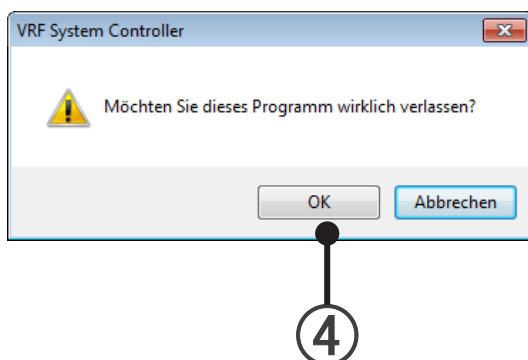 VRF System Controller
Möchten Sie dieses Programm wirklich verlassen?
OK
Abbrechen
4